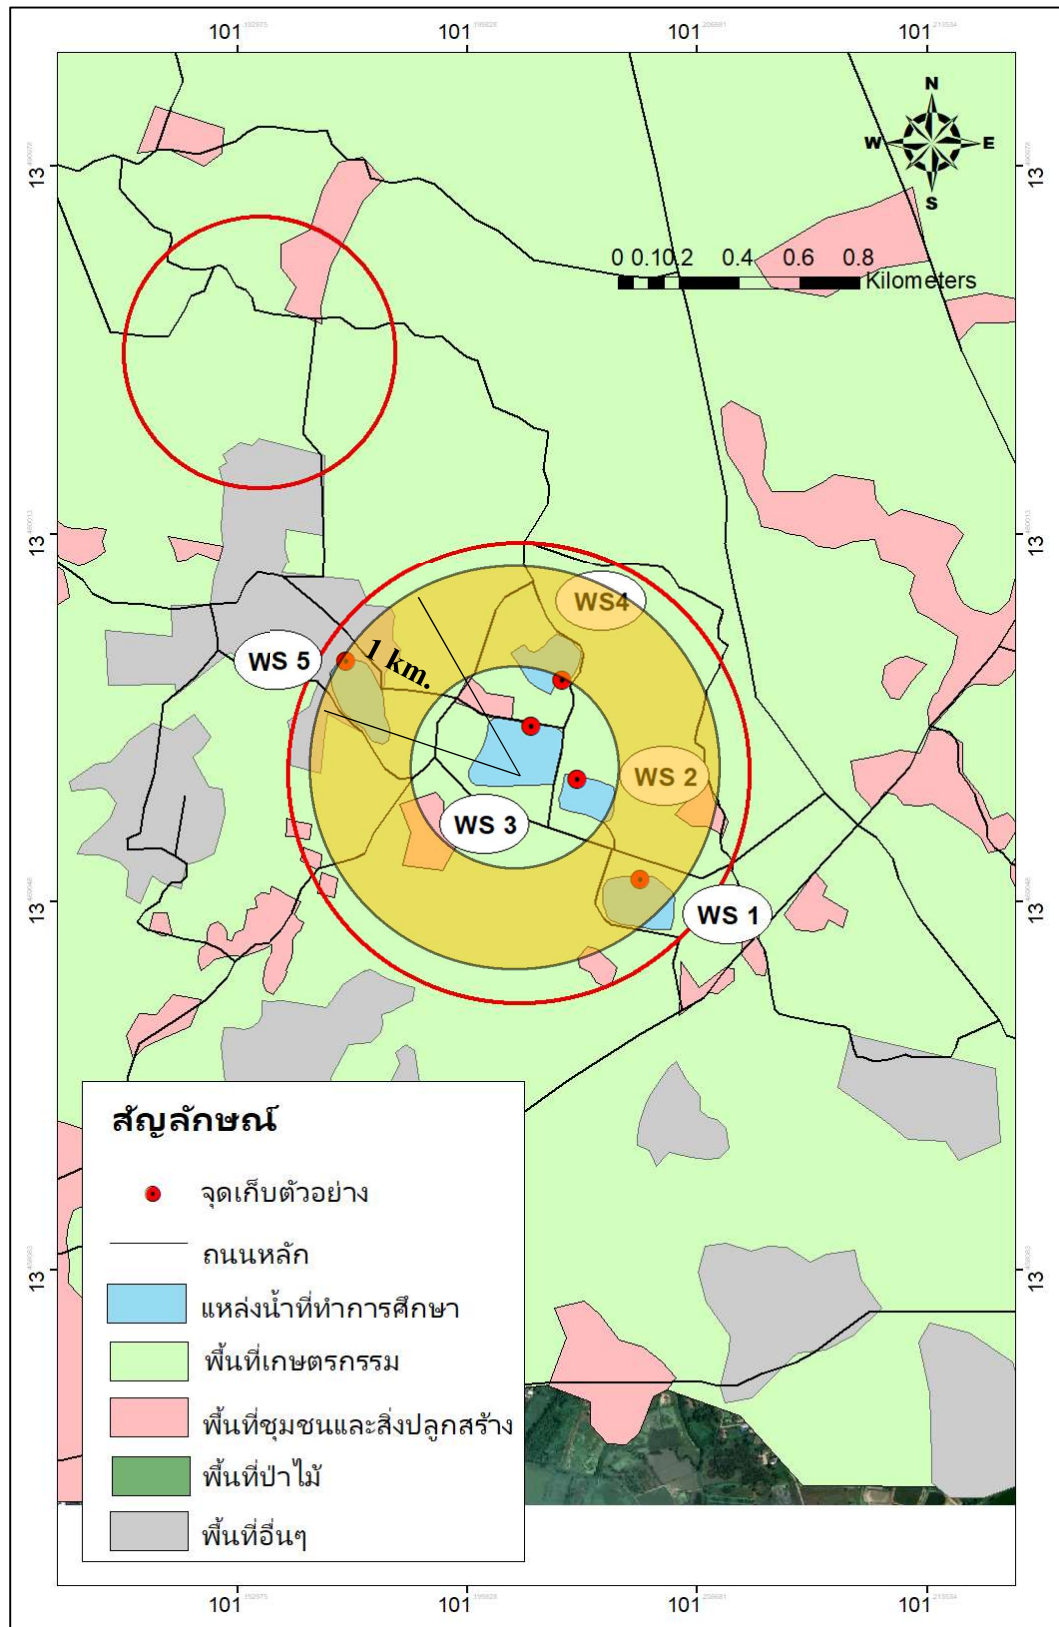 101 101 101 101
N
W E
S
13 13
0 0.10.2 0.4 0.6 0.8
Kilometers
13 13
WS4
WS 5
1 km.
WS 2
WS 3
13 13
WS 1
สัญลักษณ์
จุดเก็บตัวอย่าง
ถนนหลัก
13 13
แหล่งน้ำที่ทำการศึกษา
พื้นที่เกษตรกรรม
พื้นที่ชุมชนและสิ่งปลูกสร้าง
พื้นที่ป่าไม้
พื้นที่อื่นๆ
101 101 101 101